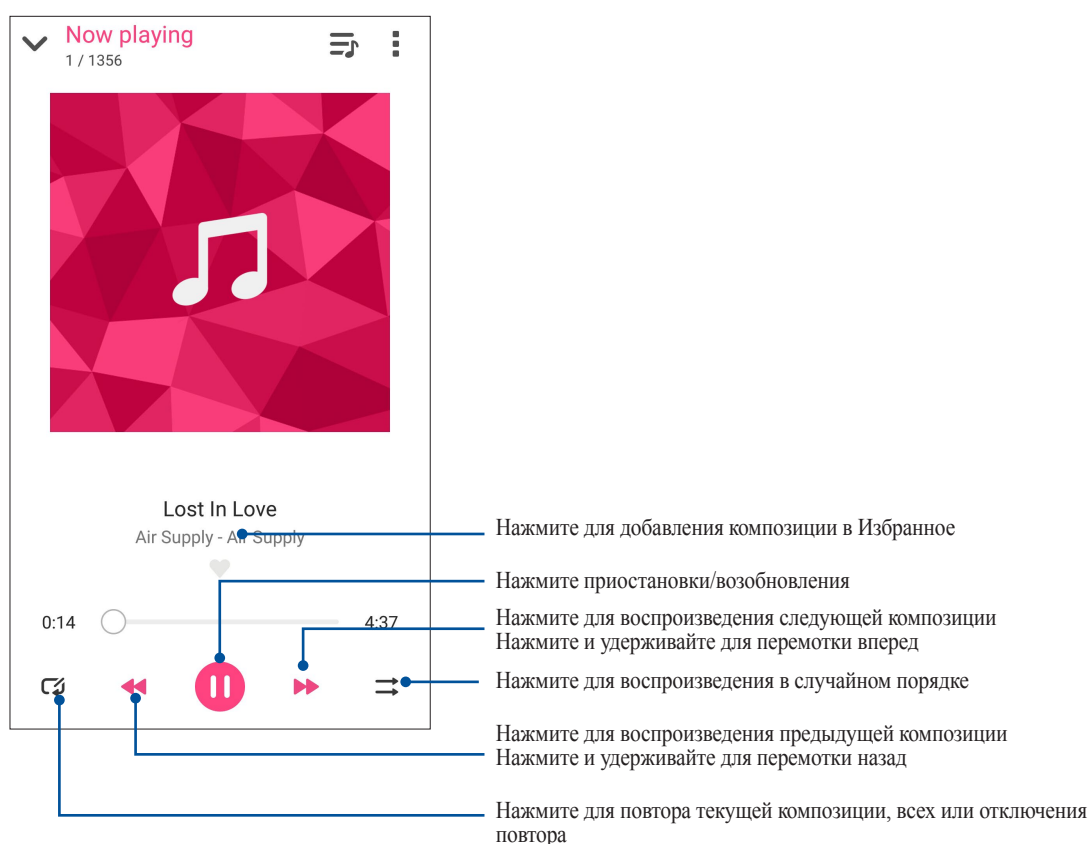 Now playing
1 / 1356
Lost In Love
Air Supply - Air Supply
Нажмите для добавления композиции в Избранное
Нажмите приостановки/возобновления
0:14
4:37
Нажмите для воспроизведения следующей композиции
Нажмите и удерживайте для перемотки вперед
Нажмите для воспроизведения в случайном порядке
Нажмите для воспроизведения предыдущей композиции
Нажмите и удерживайте для перемотки назад
Нажмите для повтора текущей композиции, всех или отключения
повтора